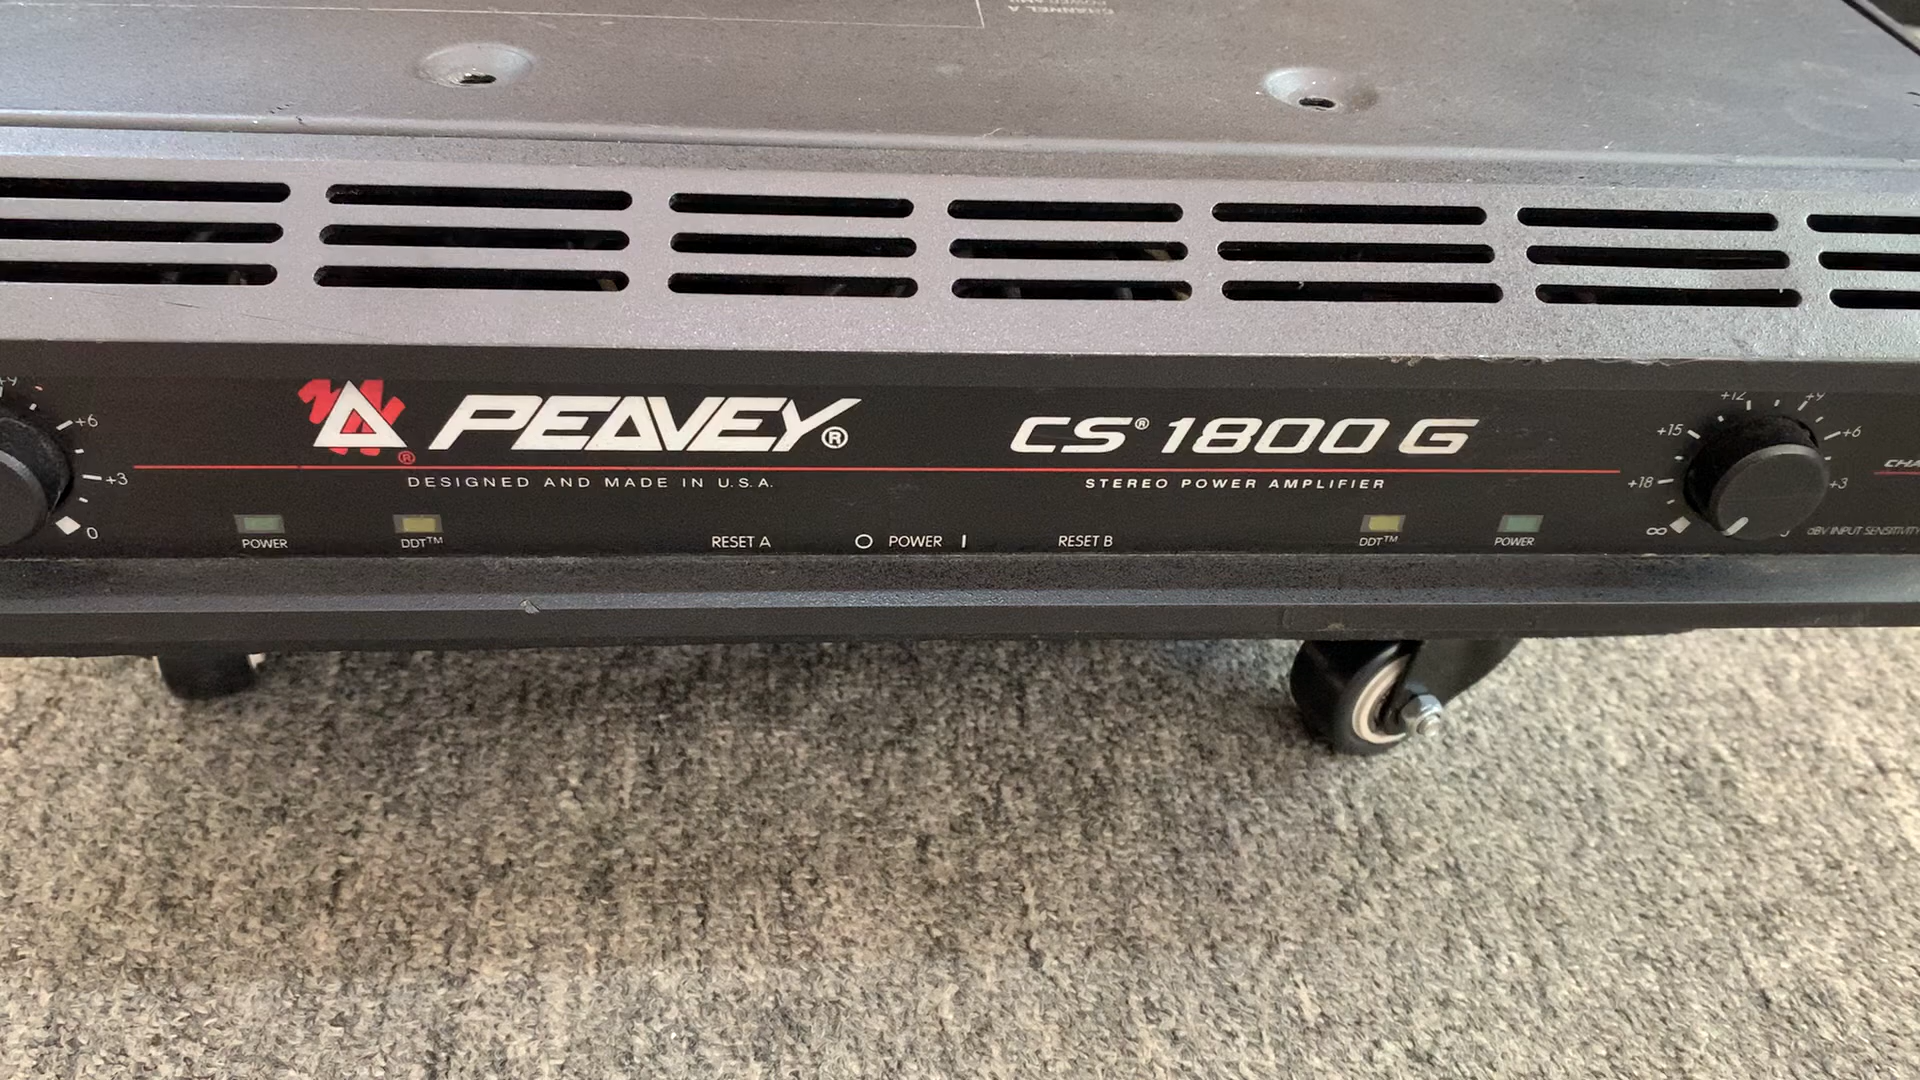 CHANNEL A
+6
+3
0
® PEAVEY®
DESIGNED AND MADE IN U.S.A.
POWER
DDT™
RESET A
O POWER I
RESET B
CS® 1800 G
STEREO POWER AMPLIFIER
DDT™
POWER
+12
+9
+15
+6
+18
+3
∞
dBV INPUT SENSITIVITY